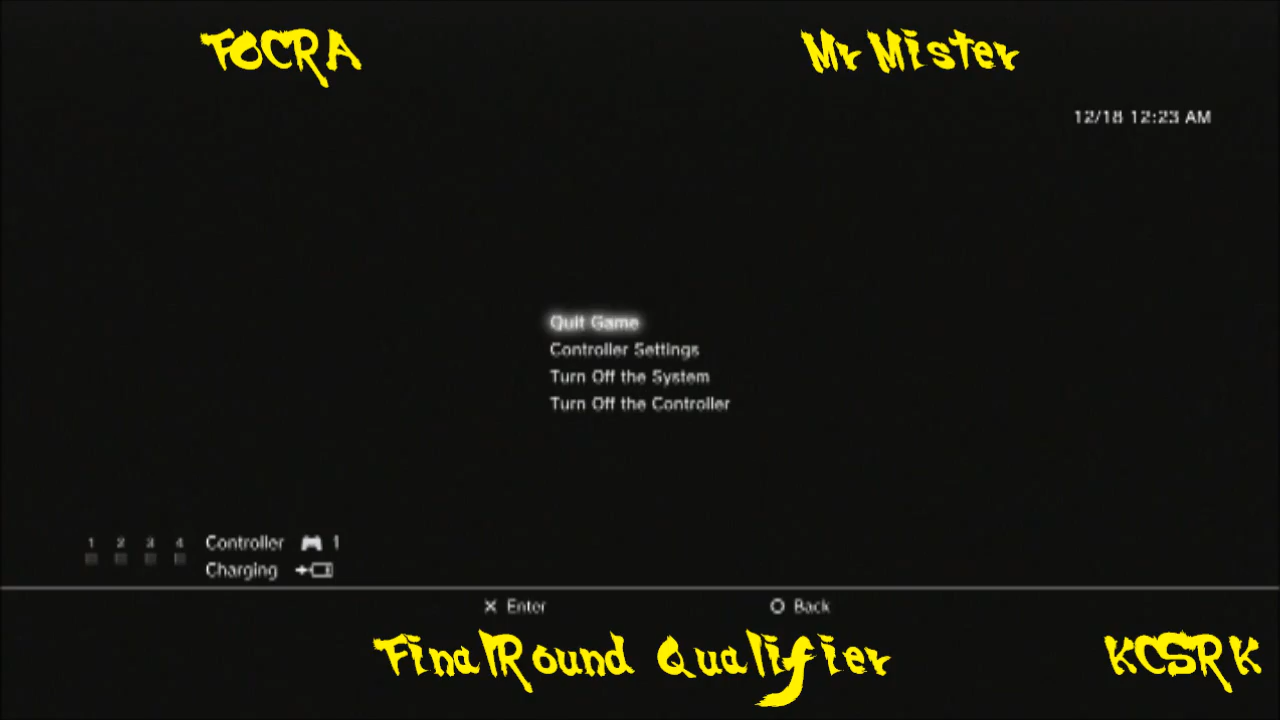 FOCRA
Mr Mister
12/18 12:23 AM
Quit Game
Controller Settings
Turn Off the System
Turn Off the Controller
1 2 3 4 Controller 1
Charging
Enter
Back
FinalRound Qualifier
KCSRK